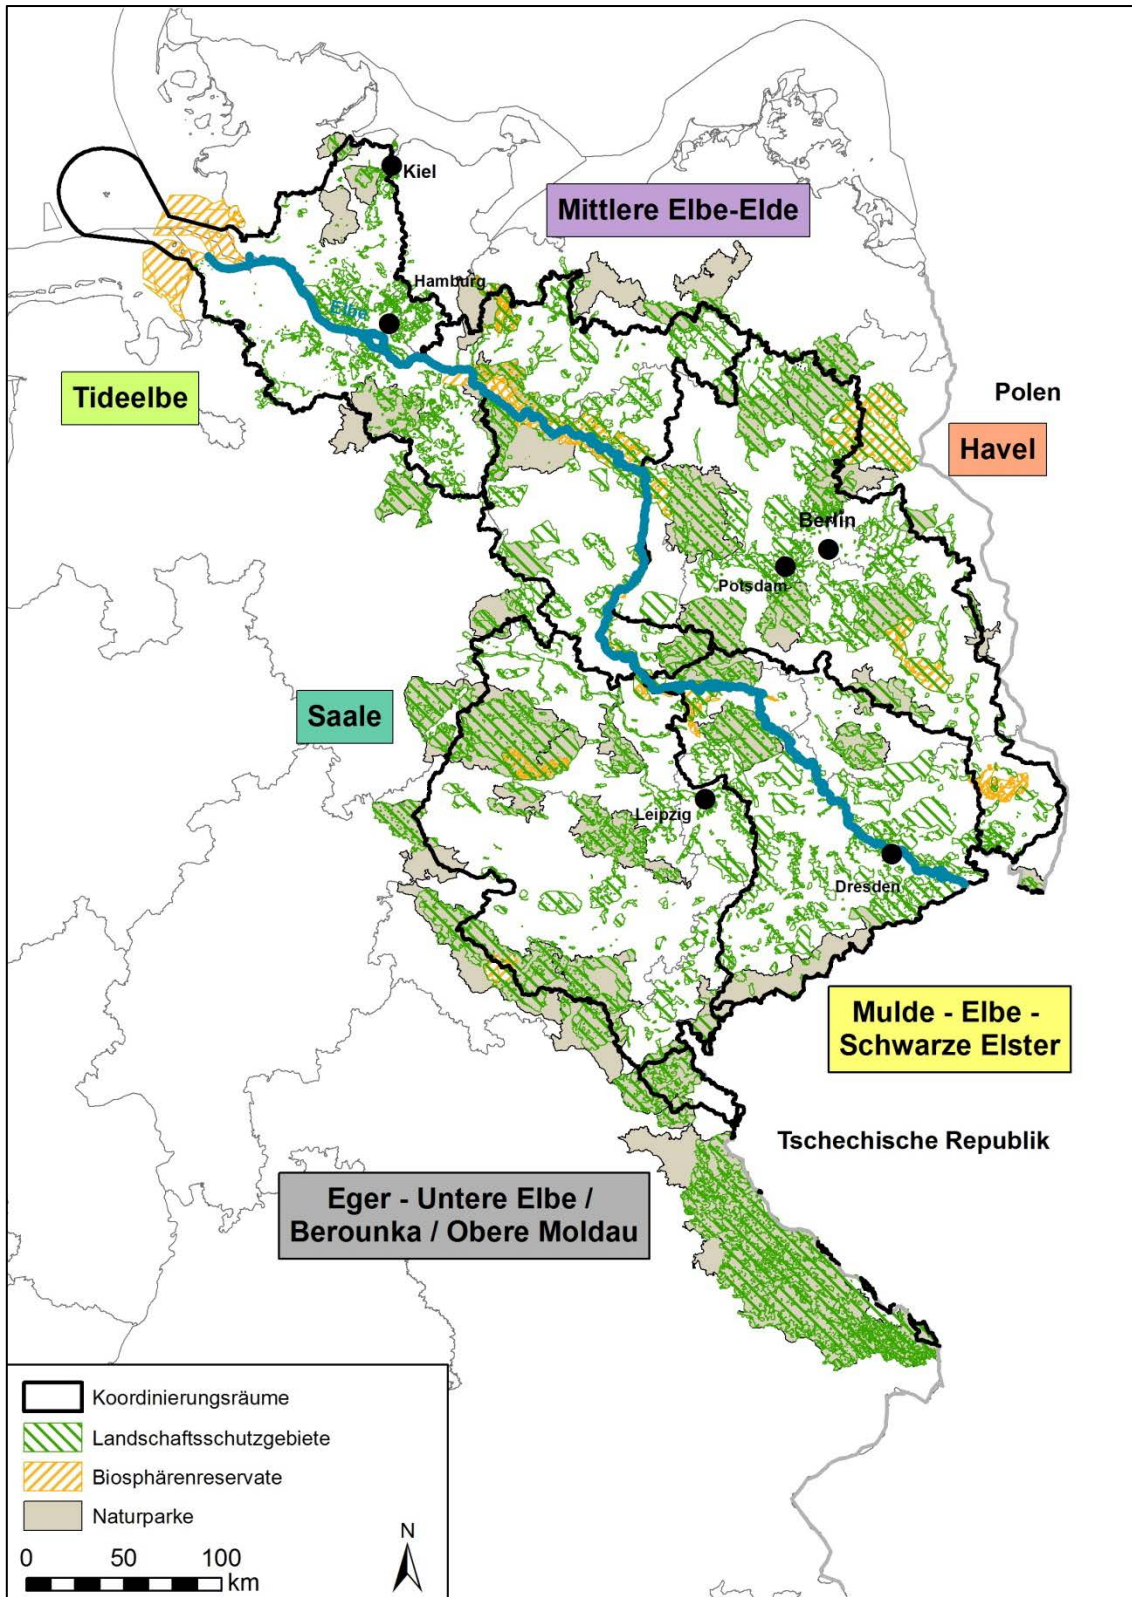 Kiel
Mittlere Elbe-Elde
Hamburg
Elbe
Tideelbe
Polen
Havel
Berlin
Potsdam
Saale
Leipzig
Dresden
Mulde - Elbe -
Schwarze Elster
Tschechische Republik
Eger - Untere Elbe /
Berounka / Obere Moldau
Koordinierungsräume
Landschaftsschutzgebiete
Biosphärenreservate
Naturparke
N
0 50 100
km